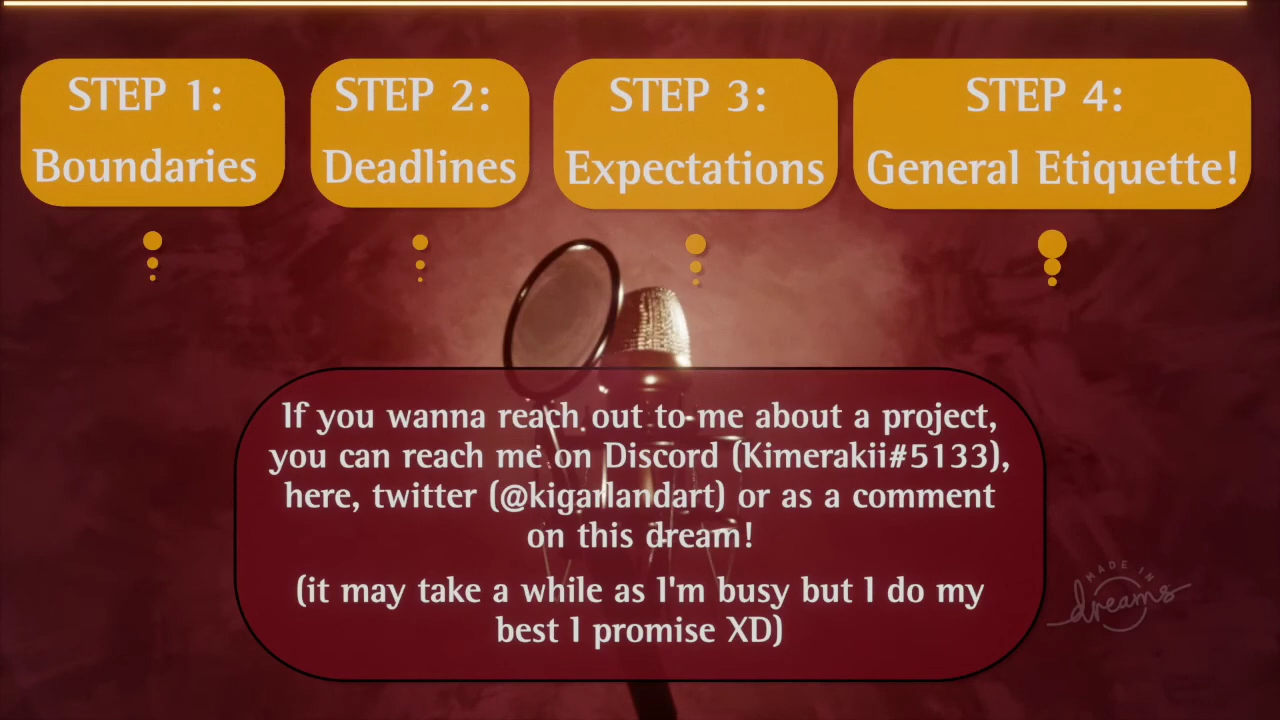 STEP 1:
Boundaries
STEP 2:
Deadlines
STEP 3:
Expectations
STEP 4:
General Etiquette!
If you wanna reach out to me about a project,
you can reach me on Discord (Kimerakii#5133),
here, twitter (@kigarlandart) or as a comment
on this dream!
(it may take a while as I'm busy but I do my
best I promise XD)
MADE IN
dreams